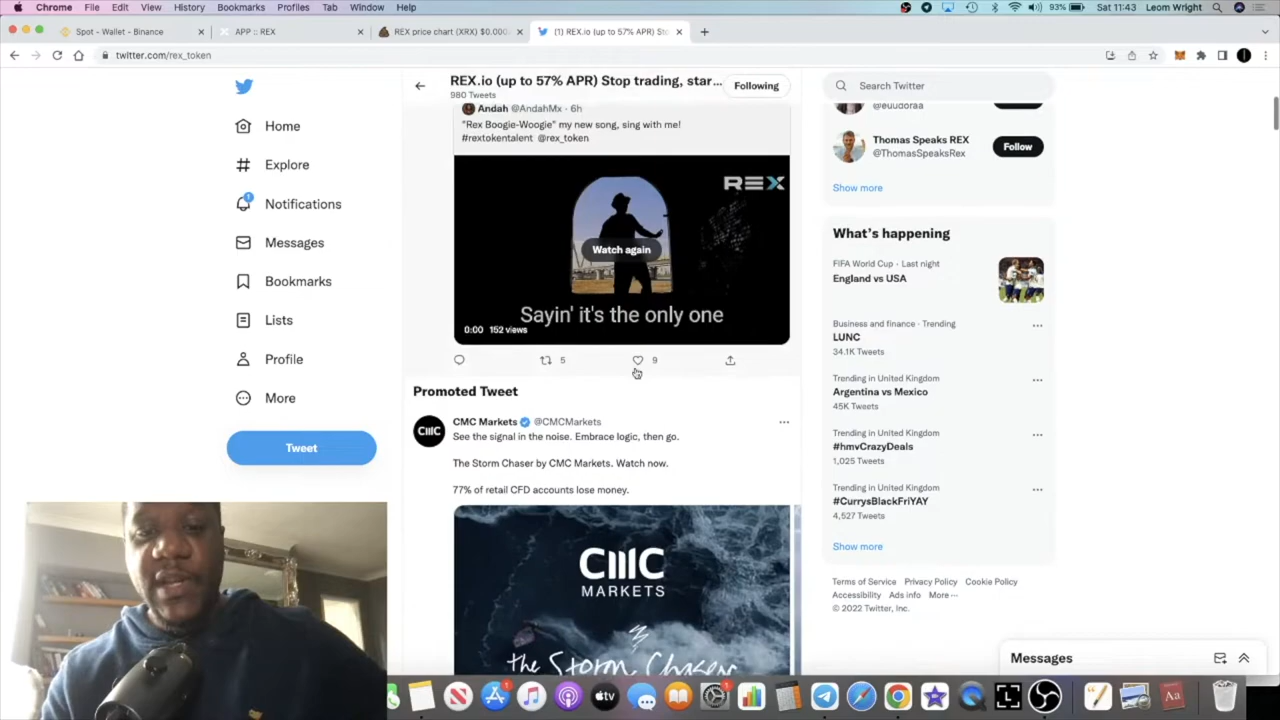 Chrome File Edit View History Bookmarks Profiles Tab Window Help 93% Sat 11:43 Leom Wright
Spot - Wallet - Binance
APP :: REX
REX price chart (XRX) $0.000
(1) REX.io (up to 57% APR) Sto
twitter.com/rex_token
Home
Explore
Notifications
1
Messages
Bookmarks
Lists
Profile
More
Tweet
REX.io (up to 57% APR) Stop trading, star...
980 Tweets
Following
Andah @AndahMx · 6h
"Rex Boogie-Woogie" my new song, sing with me!
#rextokentalent @rex_token
REX
Watch again
Sayin' it's the only one
0:00 152 views
5
9
Promoted Tweet
CMC Markets @CMCMarkets
See the signal in the noise. Embrace logic, then go.
The Storm Chaser by CMC Markets. Watch now.
77% of retail CFD accounts lose money.
CMC
CMC
MARKETS
the Storm Chaser
Search Twitter
@euudoraa
Thomas Speaks REX
@ThomasSpeaksRex
Follow
Show more
What's happening
FIFA World Cup · Last night
England vs USA
Business and finance · Trending
LUNC
34.1K Tweets
Trending in United Kingdom
Argentina vs Mexico
45K Tweets
Trending in United Kingdom
#hmvCrazyDeals
1,025 Tweets
Trending in United Kingdom
#CurrysBlackFriYAY
4,527 Tweets
Show more
Terms of Service Privacy Policy Cookie Policy
Accessibility Ads info More ···
© 2022 Twitter, Inc.
Messages
tv
Aa